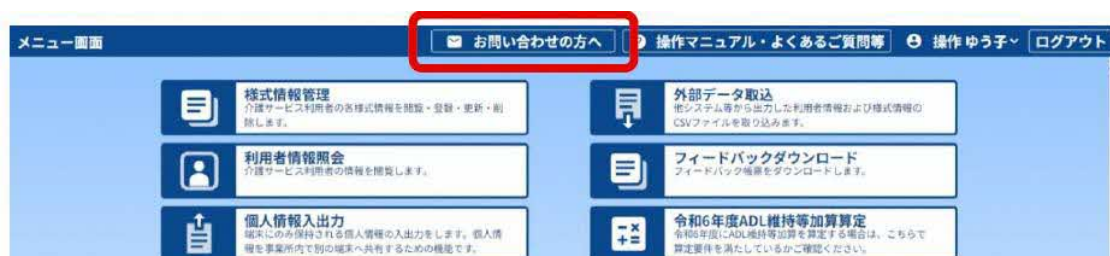 メニュー画面
お問い合わせの方へ
操作マニュアル・よくあるご質問等
操作 ゆう子
ログアウト
様式情報管理
介護サービス利用者の各様式情報を閲覧・登録・更新・削
除します。
外部データ取込
他システム等から出力した利用者情報および様式情報の
CSVファイルを取り込みます。
利用者情報照会
介護サービス利用者の情報を閲覧します。
フィードバックダウンロード
フィードバック帳票をダウンロードします。
個人情報入出力
端末にのみ保持される個人情報の入出力をします。個人情
報を事業所内で別の端末へ共有するための機能です。
令和6年度ADL維持等加算算定
令和6年度にADL維持等加算を算定する場合は、こちらで
算定要件を満たしているかご確認ください。